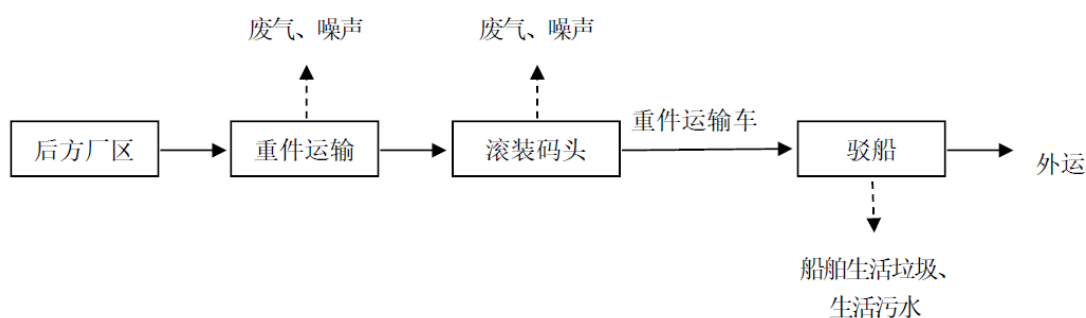 废气、噪声
废气、噪声
后方厂区
重件运输
滚装码头
重件运输车
驳船
外运
船舶生活垃圾、
生活污水